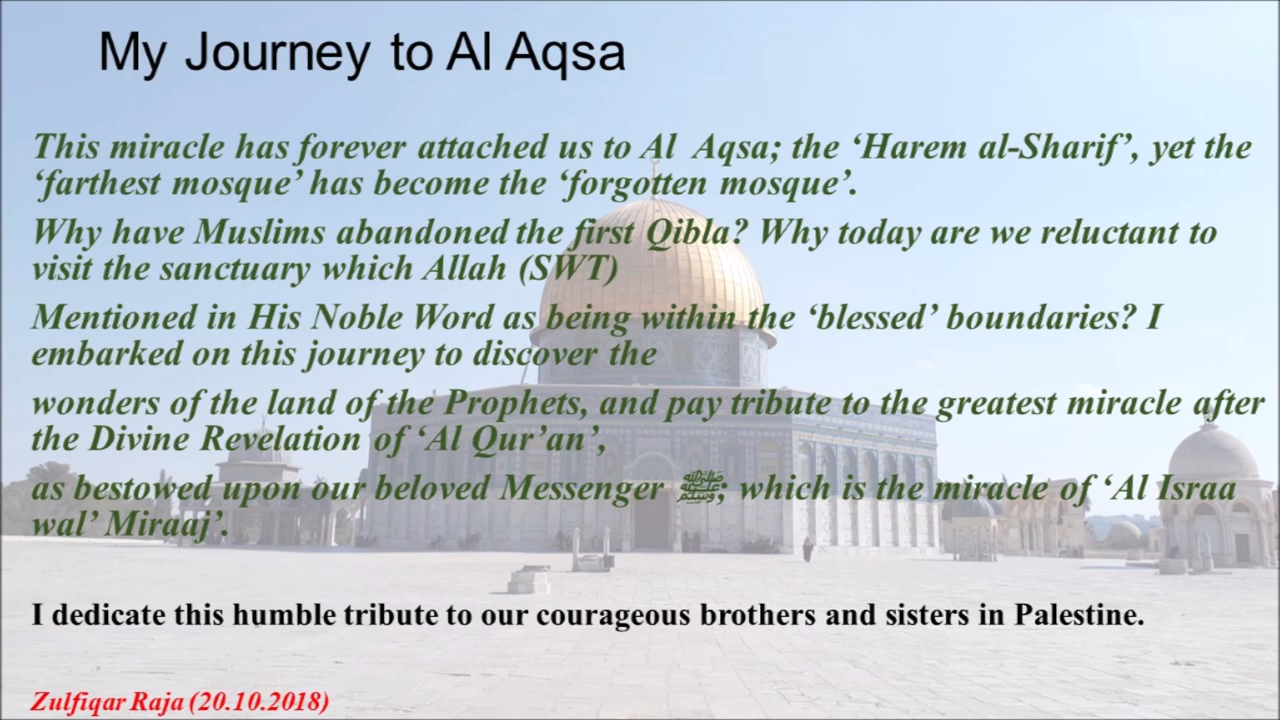 My Journey to Al Aqsa
This miracle has forever attached us to Al Aqsa; the ‘Harem al-Sharif’, yet the
‘farthest mosque’ has become the ‘forgotten mosque’.
Why have Muslims abandoned the first Qibla? Why today are we reluctant to
visit the sanctuary which Allah (SWT)
Mentioned in His Noble Word as being within the ‘blessed’ boundaries? I
embarked on this journey to discover the
wonders of the land of the Prophets, and pay tribute to the greatest miracle after
the Divine Revelation of ‘Al Qur’an’,
as bestowed upon our beloved Messenger ﷺ; which is the miracle of ‘Al Israa
wal’ Miraaj’.
I dedicate this humble tribute to our courageous brothers and sisters in Palestine.
Zulfiqar Raja (20.10.2018)